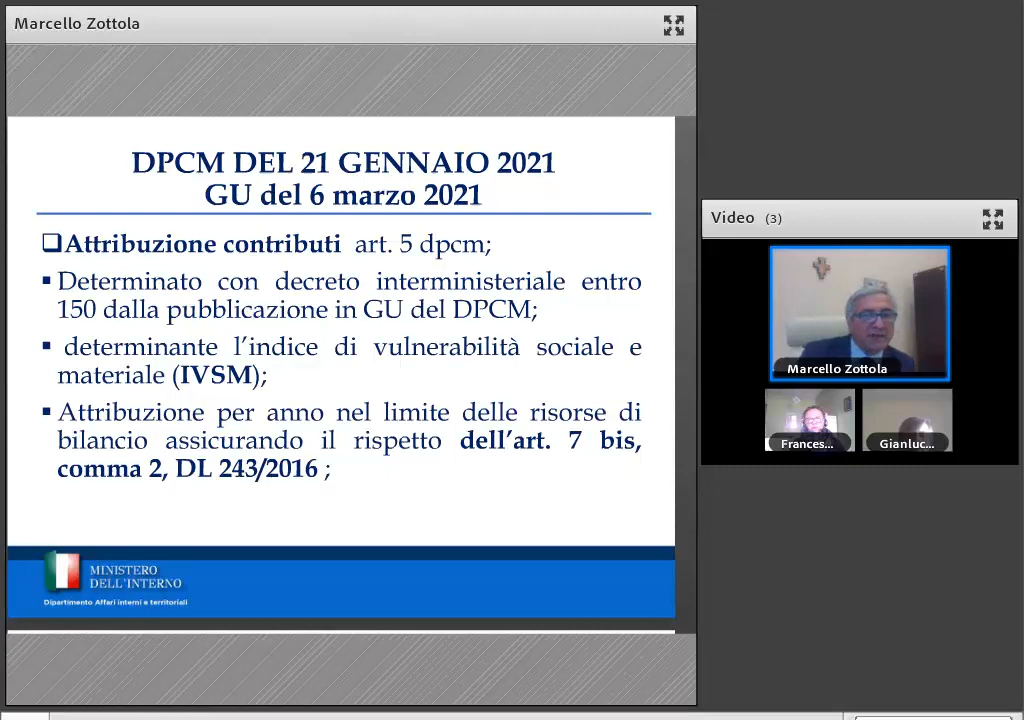 Marcello Zottola
DPCM DEL 21 GENNAIO 2021
GU del 6 marzo 2021
❑Attribuzione contributi art. 5 dpcm;
▪ Determinato con decreto interministeriale entro
150 dalla pubblicazione in GU del DPCM;
▪ determinante l’indice di vulnerabilità sociale e
materiale (IVSM);
▪ Attribuzione per anno nel limite delle risorse di
bilancio assicurando il rispetto dell’art. 7 bis,
comma 2, DL 243/2016 ;
MINISTERO
DELL'INTERNO
Dipartimento Affari interni e territoriali
Video (3)
Marcello Zottola
Frances...
Gianluc...